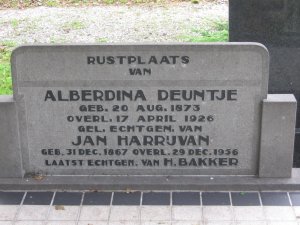 RUSTPLAATS
VAN
ALBERDINA DEUNTJE
GEB. 20 AUG. 1873
OVERL. 17 APRIL 1926
GEL. ECHTGEN. VAN
JAN HARRIJVAN
GEB. 31 DEC. 1867 OVERL. 29 DEC. 1956
LAATST ECHTGEN. VAN H. BAKKER